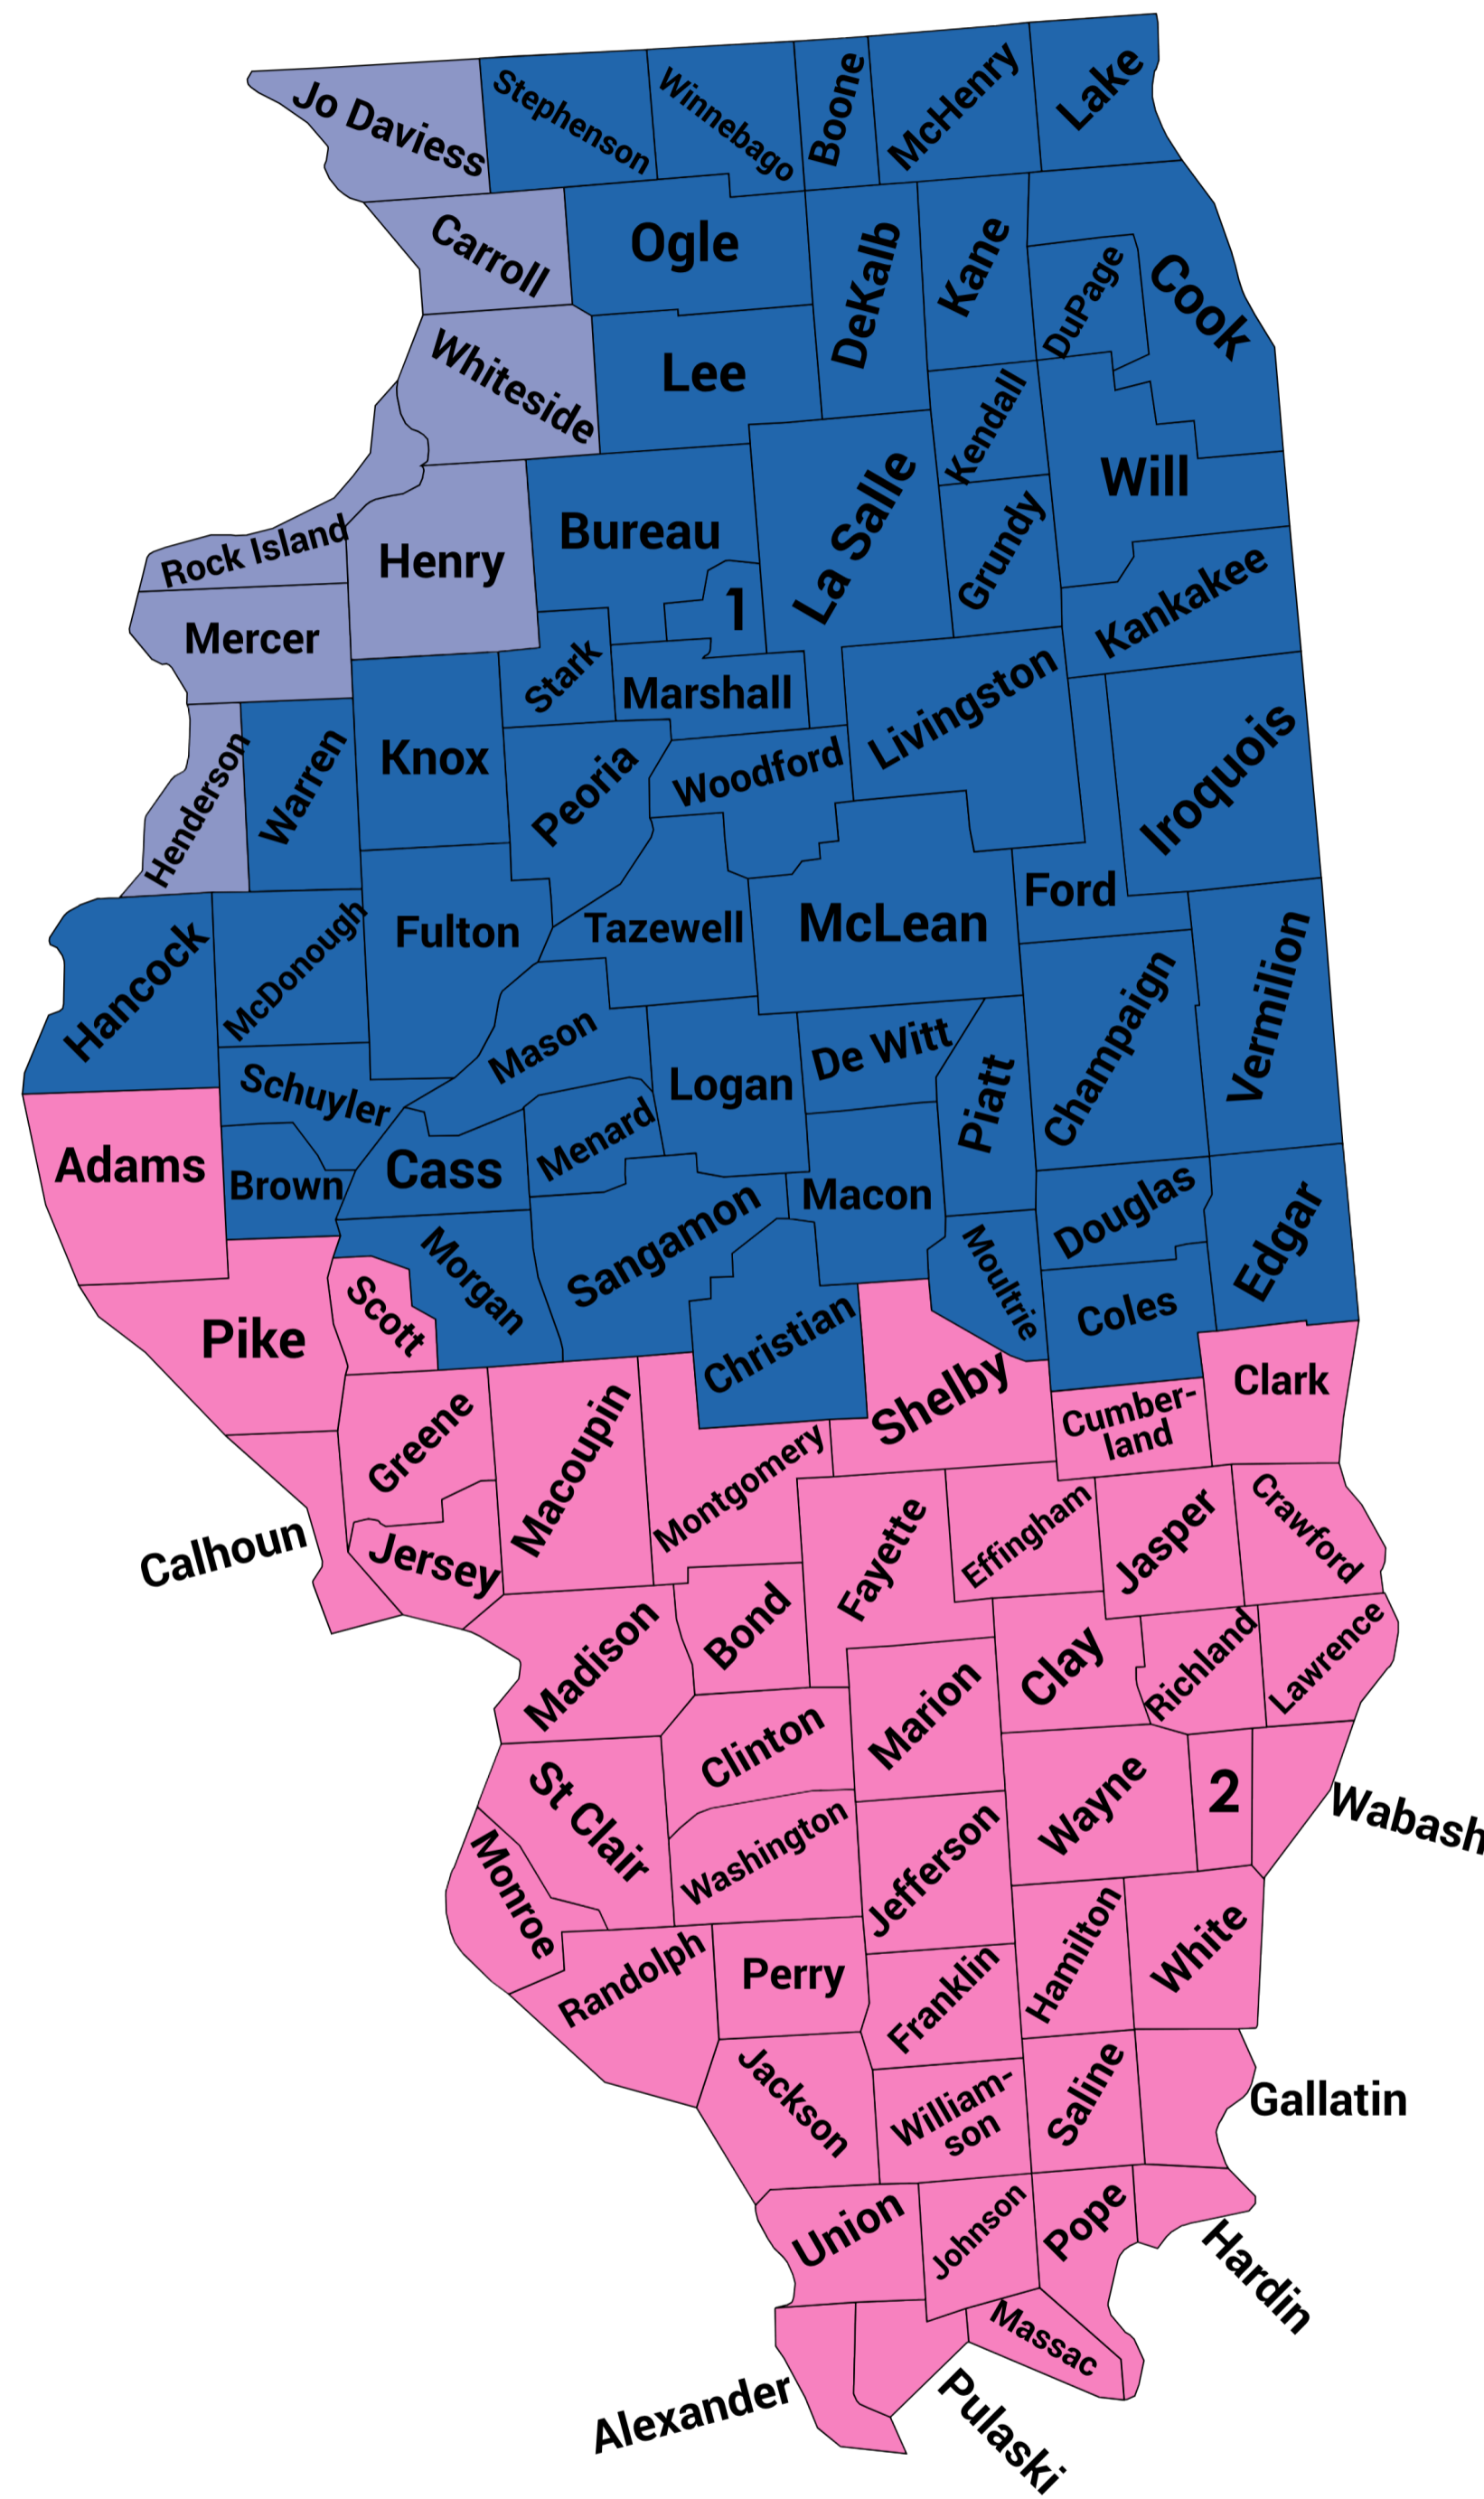 Jo Daviess
Stephenson
Winnebago
Boone
McHenry
Lake
Carroll
Ogle
DeKalb
Kane
DuPage
Cook
Whiteside
Lee
Kendall
Will
Rock Island
Henry
Bureau
La Salle
Grundy
Kankakee
Mercer
1
Stark
Marshall
Livingston
Iroquois
Henderson
Warren
Knox
Peoria
Woodford
Hancock
McDonough
Fulton
Tazewell
McLean
Ford
Vermilion
Schuyler
Mason
Logan
De Witt
Piatt
Champaign
Adams
Brown
Cass
Menard
Macon
Douglas
Edgar
Pike
Scott
Morgan
Sangamon
Christian
Moultrie
Coles
Shelby
Clark
Cumber-
land
Greene
Macoupin
Montgomery
Calhoun
Jersey
Fayette
Effingham
Jasper
Crawford
Madison
Bond
Clay
Richland
Lawrence
Clinton
Marion
St Clair
Wayne
2
Wabash
Monroe
Washington
Jefferson
Randolph
Perry
Franklin
Hamilton
White
Jackson
William-
son
Saline
Gallatin
Union
Johnson
Pope
Hardin
Massac
Alexander
Pulaski